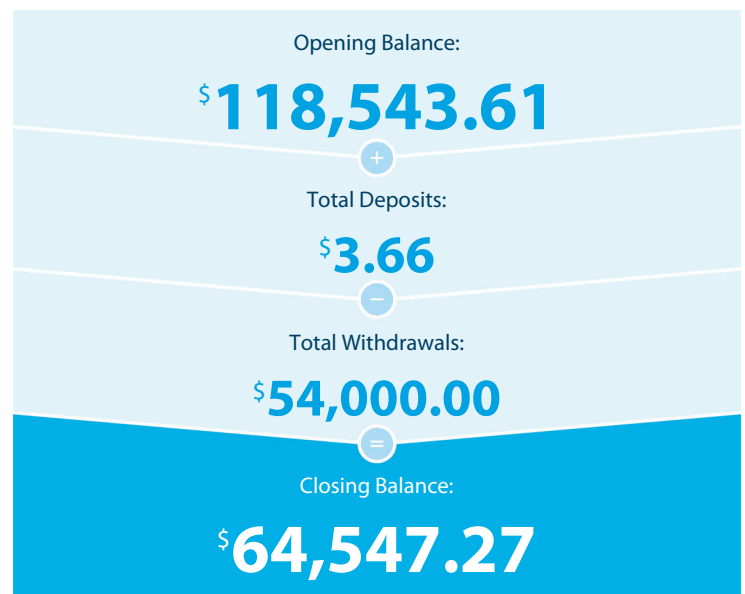 Opening Balance:
$118,543.61
+
Total Deposits:
$3.66
−
Total Withdrawals:
$54,000.00
=
Closing Balance:
$64,547.27